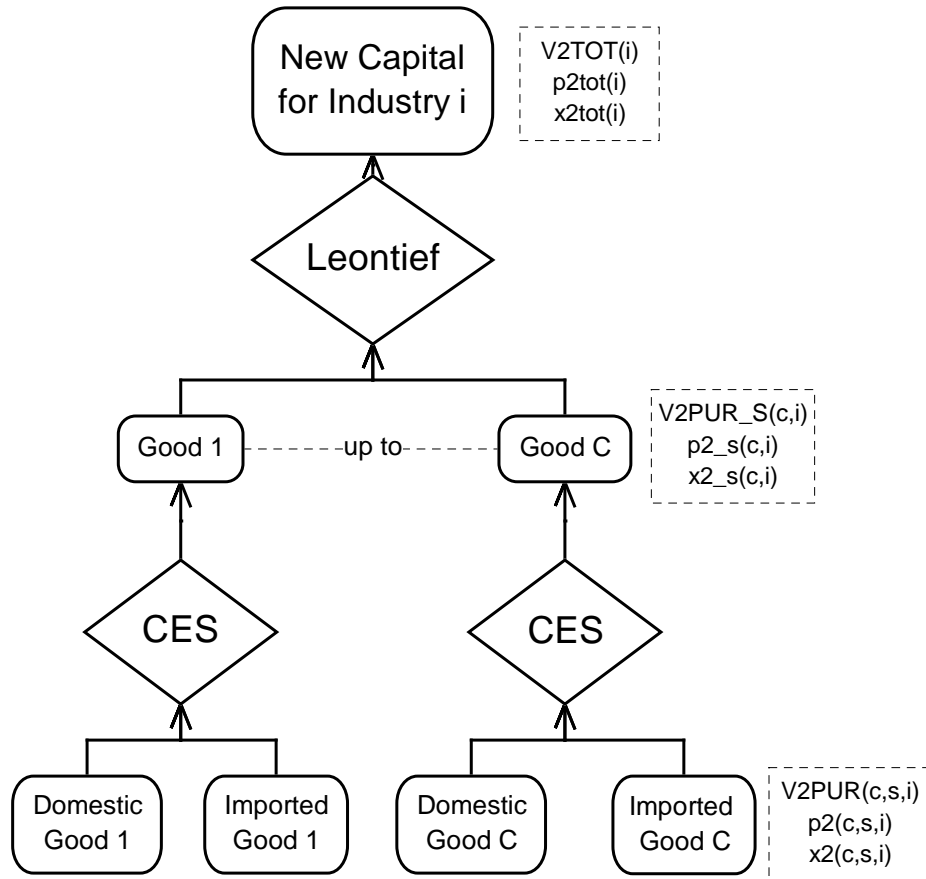 New Capital
for Industry i
V2TOT(i)
p2tot(i)
x2tot(i)
Leontief
Good 1
up to
Good C
V2PUR_S(c,i)
p2_s(c,i)
x2_s(c,i)
CES
CES
Domestic
Good 1
Imported
Good 1
Domestic
Good C
Imported
Good C
V2PUR(c,s,i)
p2(c,s,i)
x2(c,s,i)